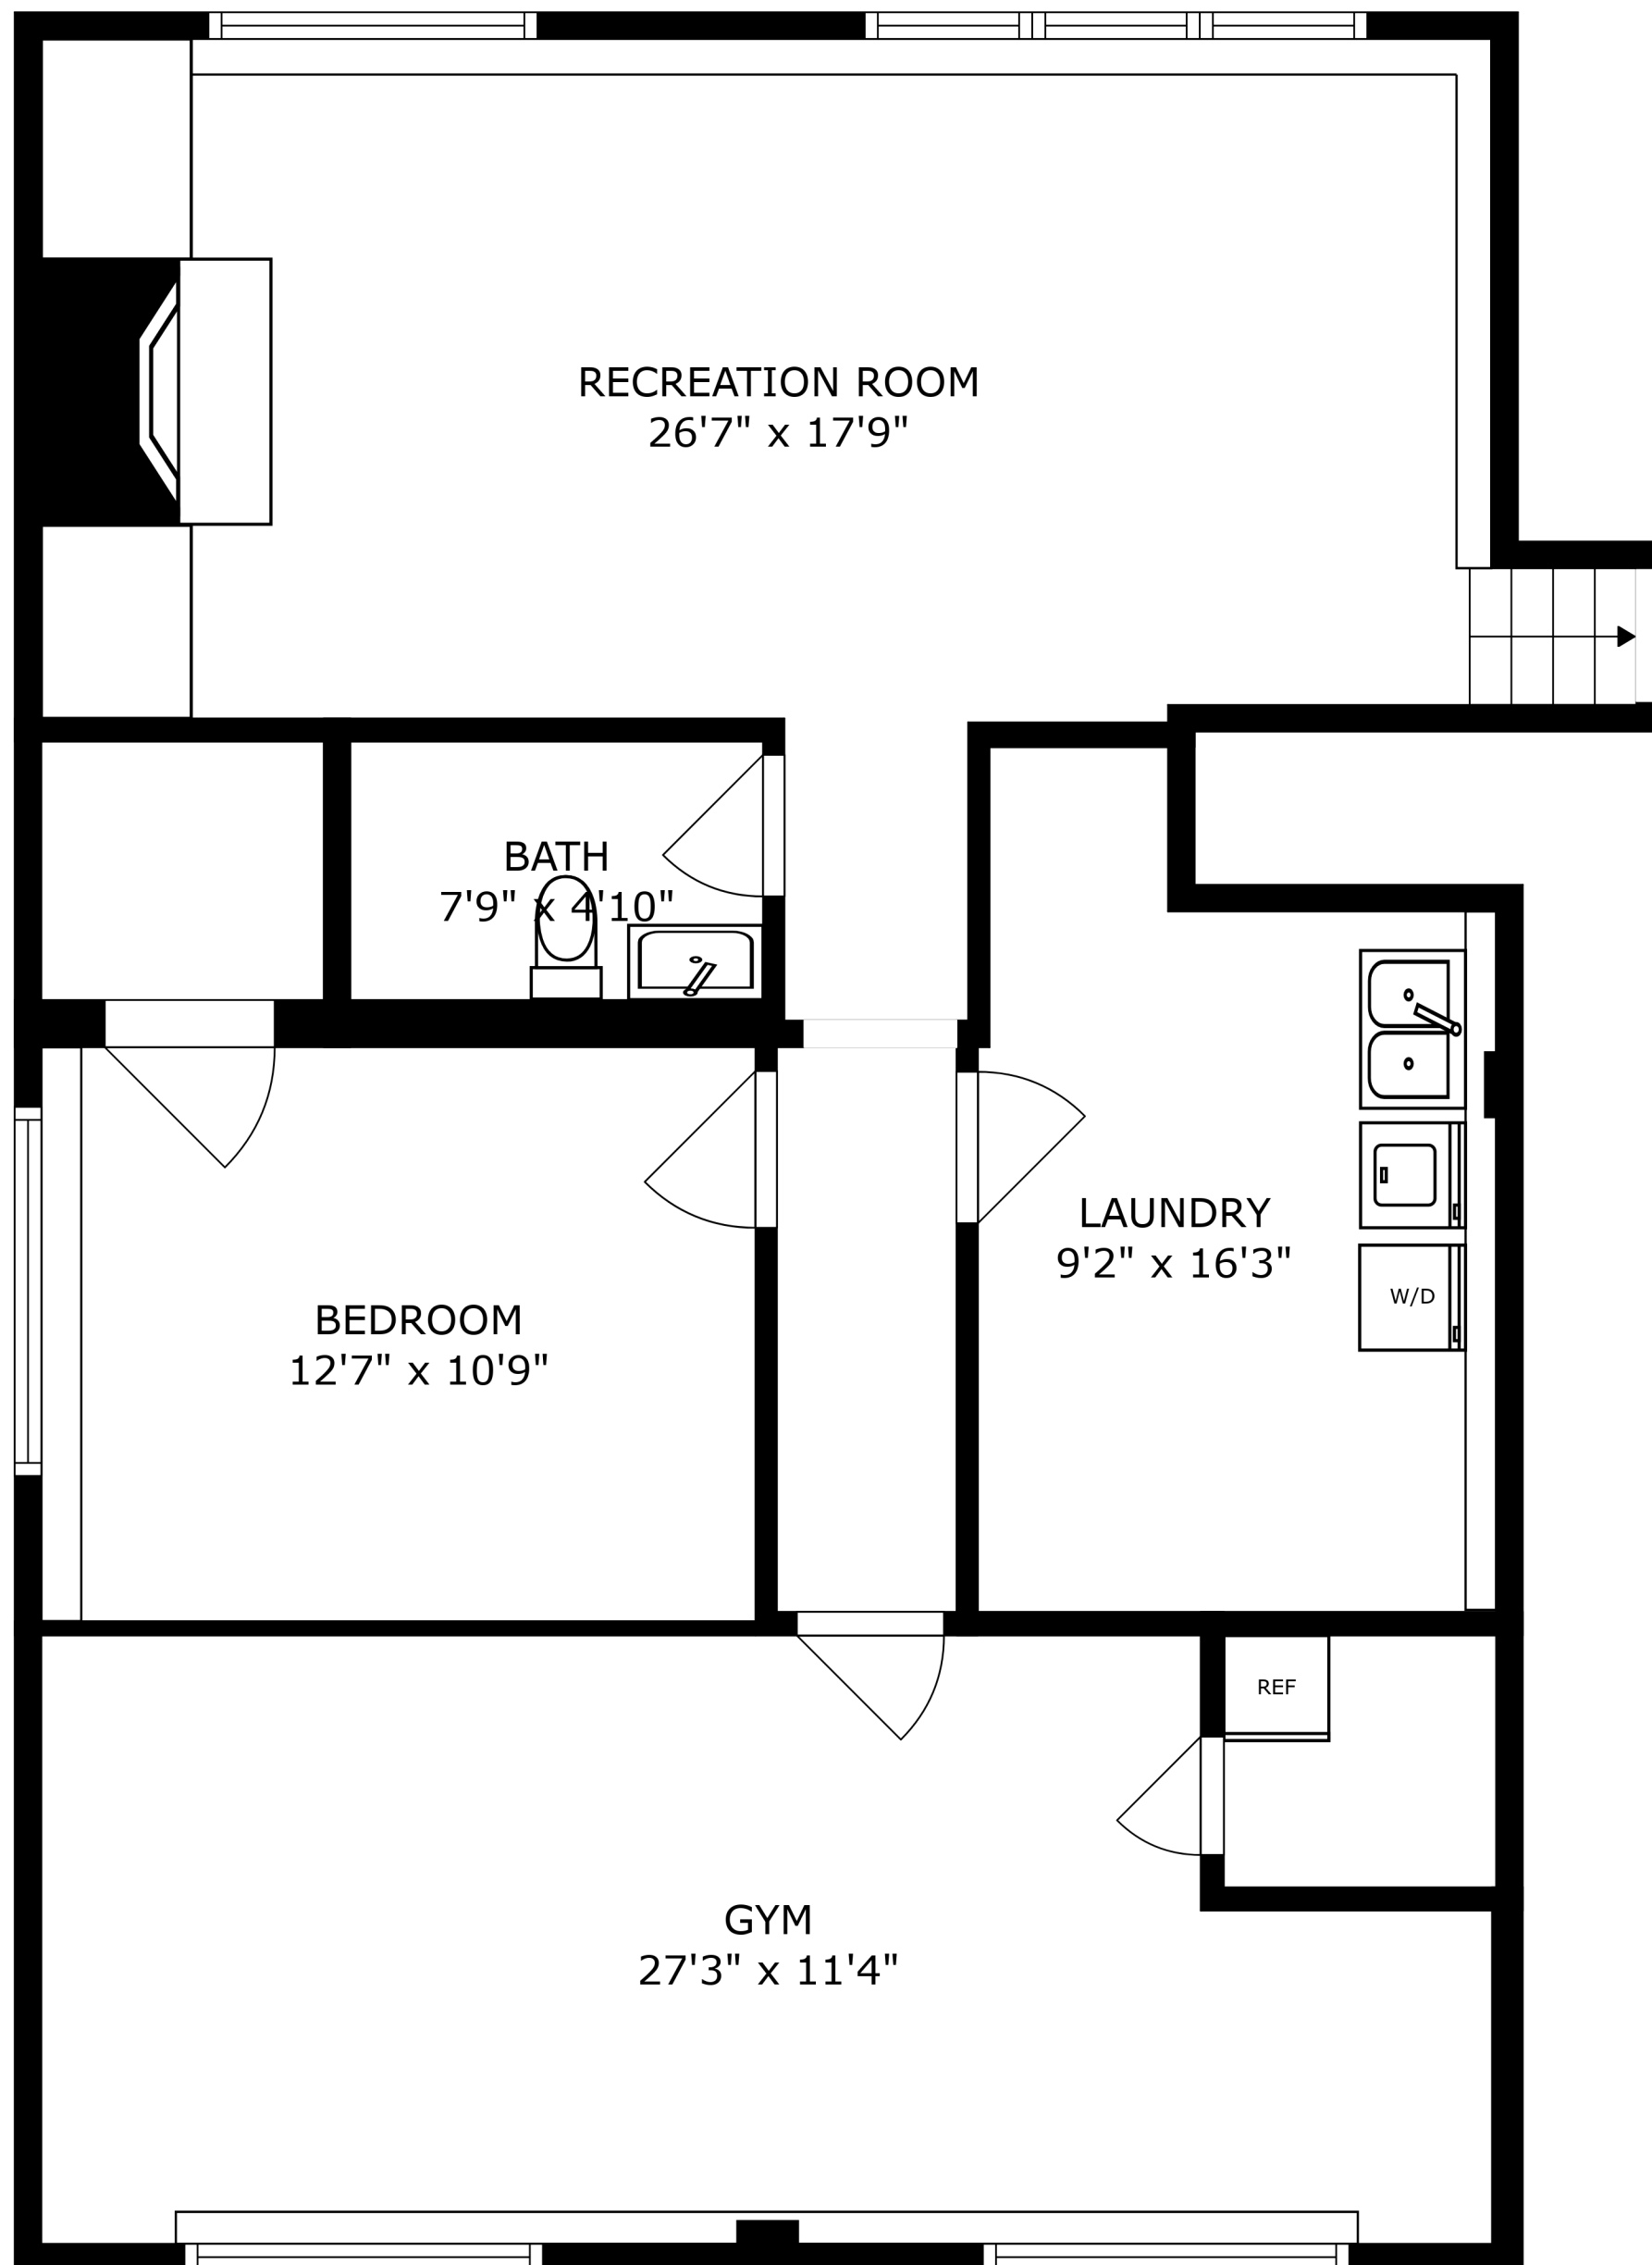 RECREATION ROOM
26'7" x 17'9"
BATH
7'9" x 4'10"
LAUNDRY
9'2" x 16'3"
W/D
BEDROOM
12'7" x 10'9"
REF
GYM
27'3" x 11'4"